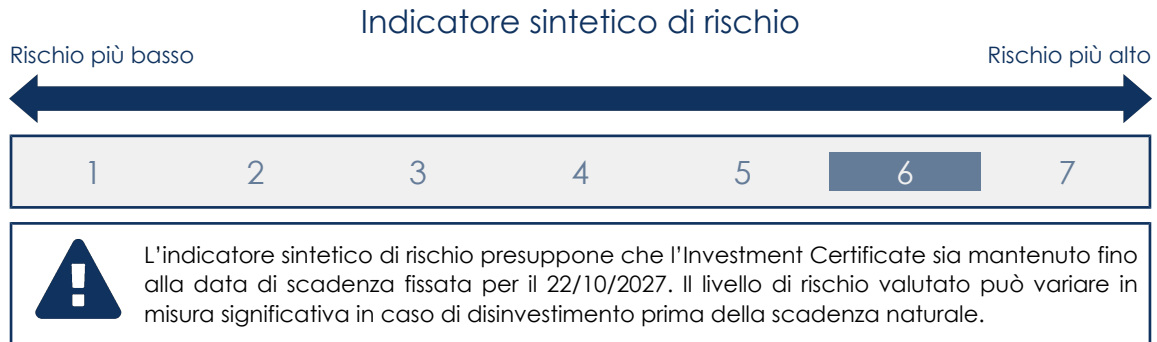 Indicatore sintetico di rischio
Rischio più basso
Rischio più alto
1 2 3 4 5 6 7
L'indicatore sintetico di rischio presuppone che l'Investment Certificate sia mantenuto fino
alla data di scadenza fissata per il 22/10/2027. Il livello di rischio valutato può variare in
misura significativa in caso di disinvestimento prima della scadenza naturale.